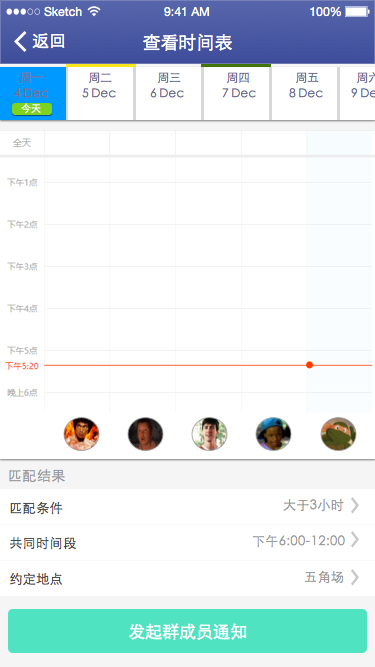 Sketch 9:41 AM 100%
返回 查看时间表
周一 周二 周三 周四 周五 周六
4 Dec 5 Dec 6 Dec 7 Dec 8 Dec 9 De
今天
全天
下午1点
下午2点
下午3点
下午4点
下午5点
下午5:20
晚上6点
匹配结果
匹配条件 大于3小时
共同时间段 下午6:00-12:00
约定地点 五角场
发起群成员通知